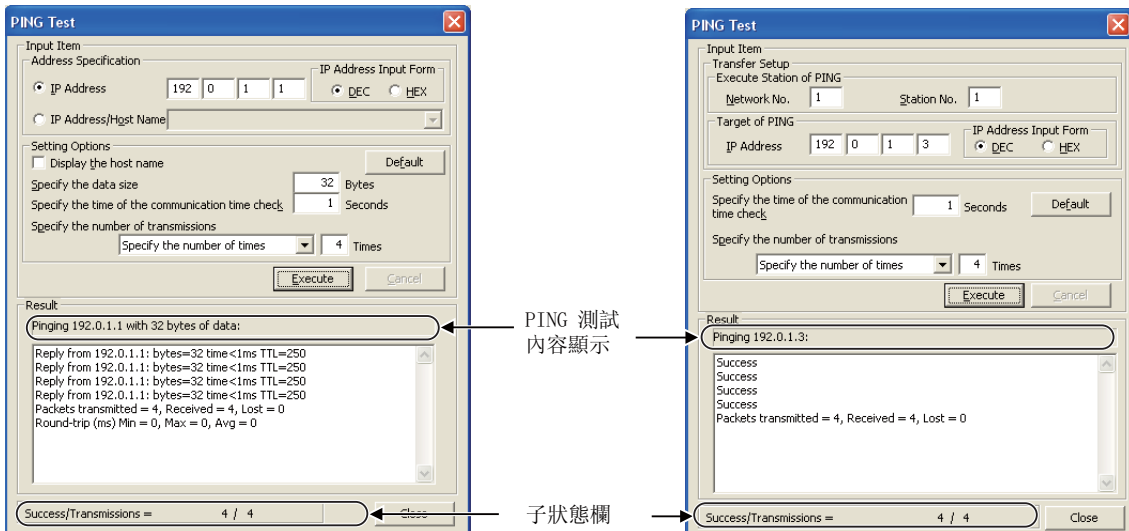 PING Test
Input Item
Address Specification
IP Address 192 0 1 1
IP Address Input Form
DEC HEX
IP Address/Host Name
Setting Options
Display the host name
Default
Specify the data size 32 Bytes
Specify the time of the communication time check 1 Seconds
Specify the number of transmissions
Specify the number of times 4 Times
Execute Cancel
Result
Pinging 192.0.1.1 with 32 bytes of data:
Reply from 192.0.1.1: bytes=32 time<1ms TTL=250
Reply from 192.0.1.1: bytes=32 time<1ms TTL=250
Reply from 192.0.1.1: bytes=32 time<1ms TTL=250
Reply from 192.0.1.1: bytes=32 time<1ms TTL=250
Packets transmitted = 4, Received = 4, Lost = 0
Round-trip (ms) Min = 0, Max = 0, Avg = 0
Success/Transmissions = 4 / 4
Close
PING 測試
內容顯示
子狀態欄
PING Test
Input Item
Transfer Setup
Execute Station of PING
Network No. 1 Station No. 1
Target of PING
IP Address 192 0 1 3
IP Address Input Form
DEC HEX
Setting Options
Specify the time of the communication
time check
1 Seconds
Default
Specify the number of transmissions
Specify the number of times 4 Times
Execute Cancel
Result
Pinging 192.0.1.3:
Success
Success
Success
Success
Packets transmitted = 4, Received = 4, Lost = 0
Success/Transmissions = 4 / 4
Close